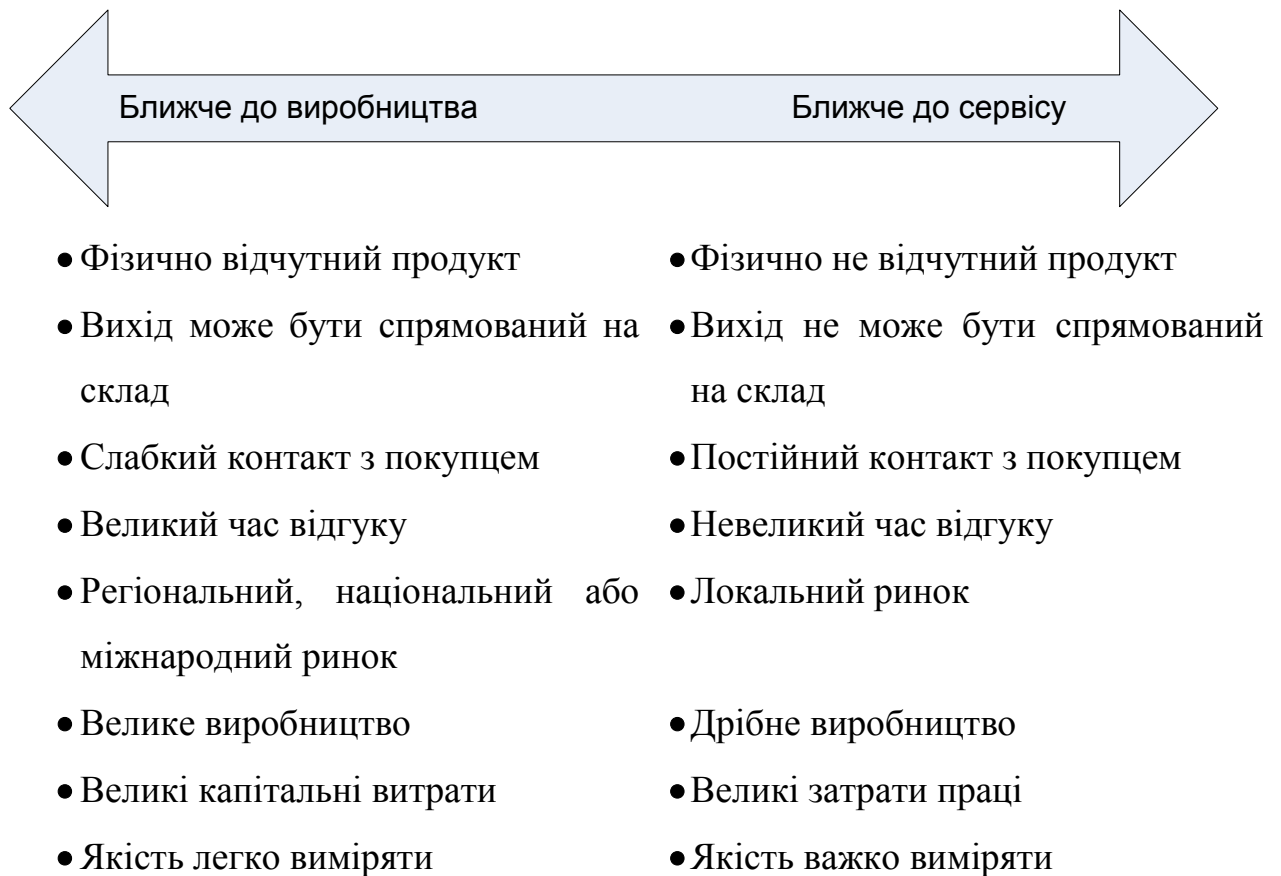 Ближче до виробництва
Ближче до сервісу
• Фізично відчутний продукт
• Фізично не відчутний продукт
• Вихід може бути спрямований на
склад
• Вихід не може бути спрямований
на склад
• Слабкий контакт з покупцем
• Постійний контакт з покупцем
• Великий час відгуку
• Невеликий час відгуку
• Регіональний, національний або
міжнародний ринок
• Локальний ринок
• Велике виробництво
• Дрібне виробництво
• Великі капітальні витрати
• Великі затрати праці
• Якість легко виміряти
• Якість важко виміряти